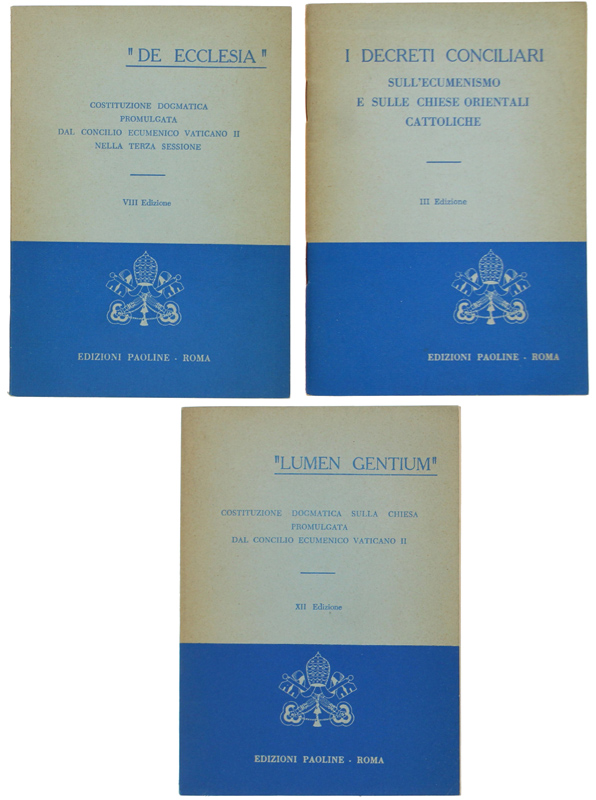 "DE ECCLESIA"
COSTITUZIONE DOGMATICA
PROMULGATA
DAL CONCILIO ECUMENICO VATICANO II
NELLA TERZA SESSIONE
VIII Edizione
EDIZIONI PAOLINE - ROMA
I DECRETI CONCILIARI
SULL'ECUMENISMO
E SULLE CHIESE ORIENTALI
CATTOLICHE
III Edizione
EDIZIONI PAOLINE - ROMA
"LUMEN GENTIUM"
COSTITUZIONE DOGMATICA SULLA CHIESA
PROMULGATA
DAL CONCILIO ECUMENICO VATICANO II
XII Edizione
EDIZIONI PAOLINE - ROMA